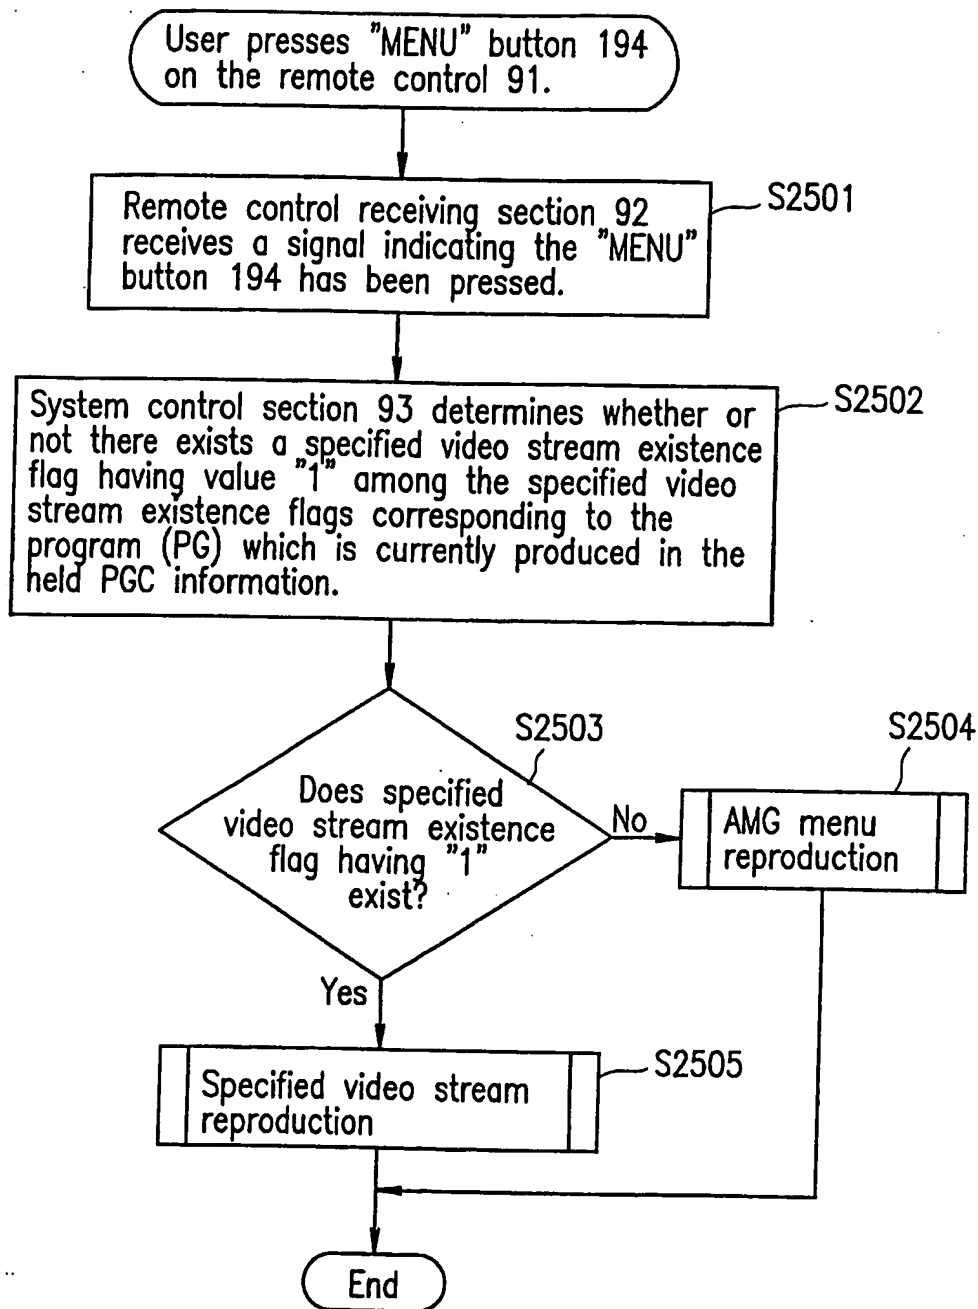 User presses "MENU" button 194
on the remote control 91.
S2501
Remote control receiving section 92
receives a signal indicating the "MENU"
button 194 has been pressed.
S2502
System control section 93 determines whether or
not there exists a specified video stream existence
flag having value "1" among the specified video
stream existence flags corresponding to the
program (PG) which is currently produced in the
held PGC information.
S2503
S2504
Does specified
video stream existence
flag having "1"
exist?
No
AMG menu
reproduction
Yes
S2505
Specified video stream
reproduction
End